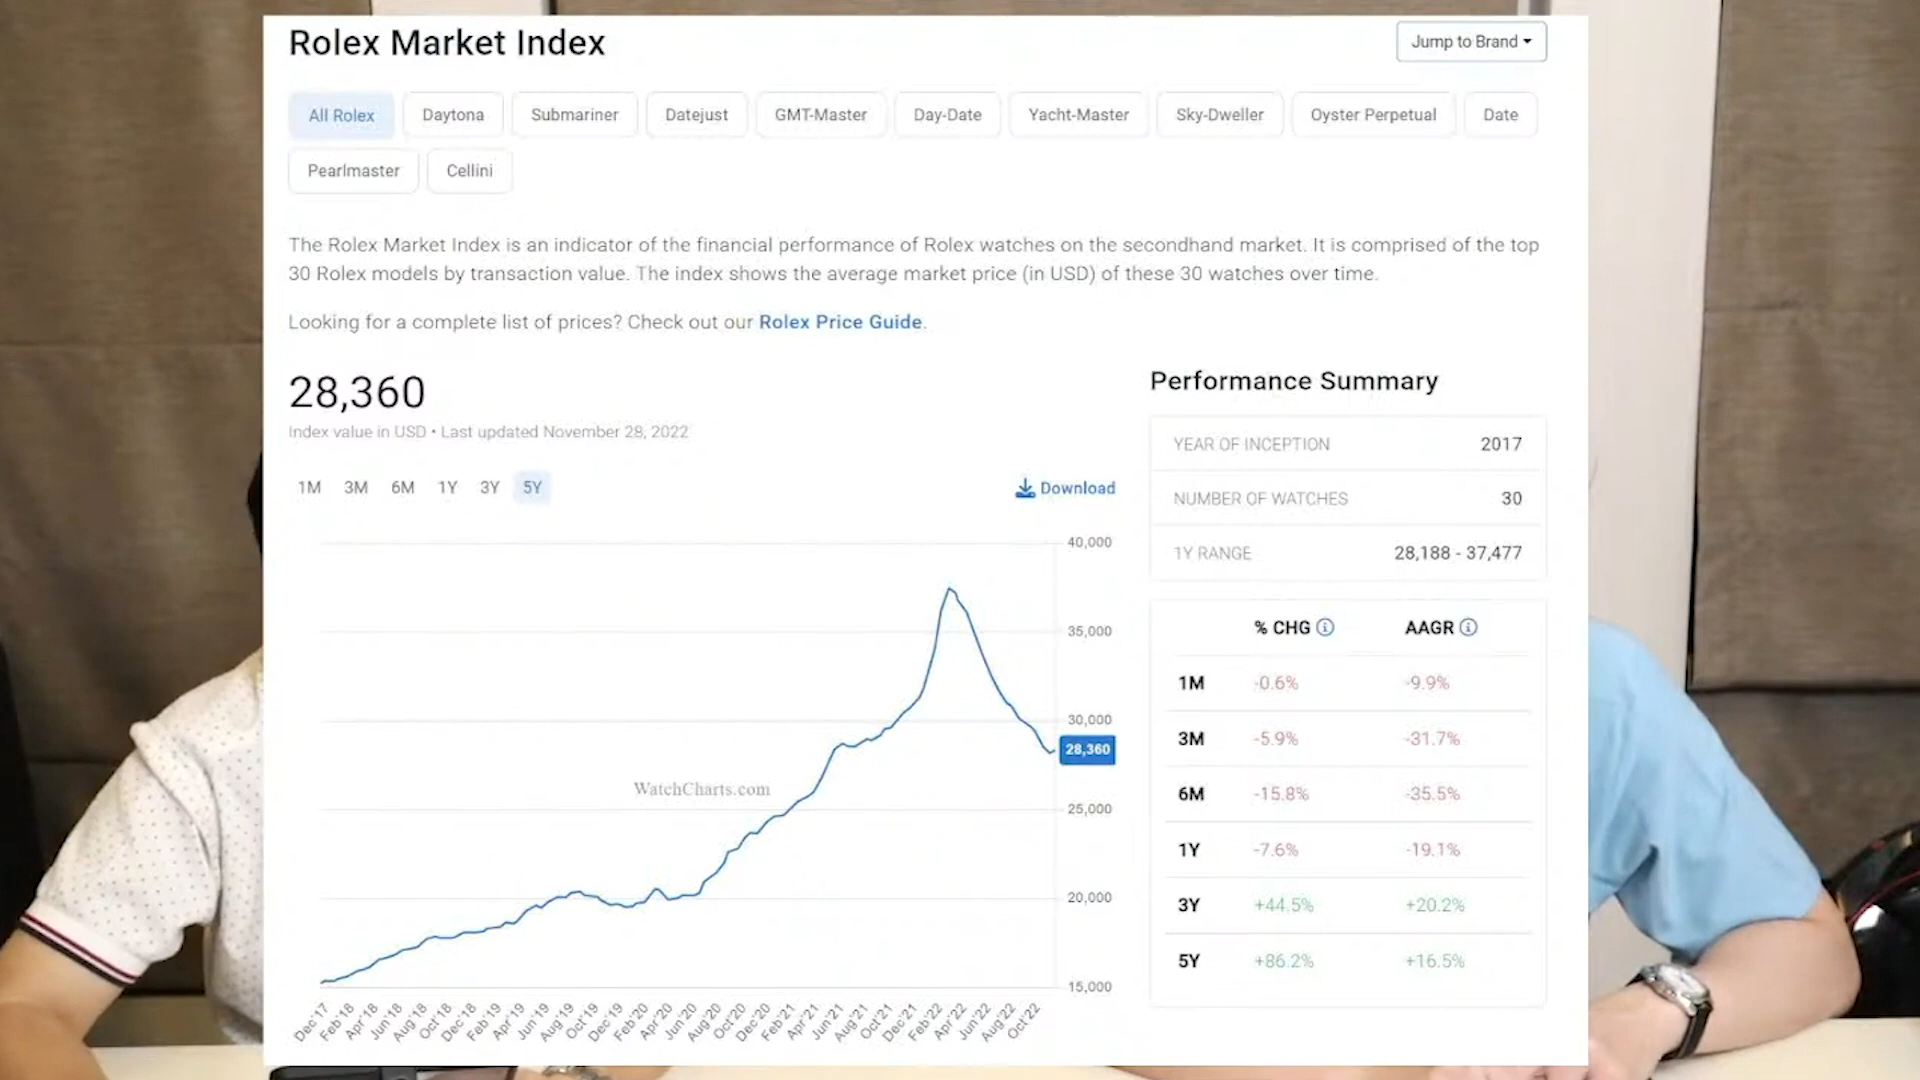 Rolex Market Index
Jump to Brand
All Rolex Daytona Submariner Datejust GMT-Master Day-Date Yacht-Master Sky-Dweller Oyster Perpetual Date
Pearlmaster Cellini
The Rolex Market Index is an indicator of the financial performance of Rolex watches on the secondhand market. It is comprised of the top
30 Rolex models by transaction value. The index shows the average market price (in USD) of these 30 watches over time.
Looking for a complete list of prices? Check out our Rolex Price Guide.
28,360
Index value in USD • Last updated November 28, 2022
1M 3M 6M 1Y 3Y 5Y
Download
40,000
35,000
30,000
28,360
25,000
20,000
15,000
WatchCharts.com
Dec'17 Feb'18 Apr'18 Jun'18 Aug'18 Oct'18 Dec'18 Feb'19 Apr'19 Jun'19 Aug'19 Oct'19 Dec'19 Feb'20 Apr'20 Jun'20 Aug'20 Oct'20 Dec'20 Feb'21 Apr'21 Jun'21 Aug'21 Oct'21 Dec'21 Feb'22 Apr'22 Jun'22 Aug'22 Oct'22
Performance Summary
YEAR OF INCEPTION 2017
NUMBER OF WATCHES 30
1Y RANGE 28,188 - 37,477
% CHG AAGR
1M -0.6% -9.9%
3M -5.9% -31.7%
6M -15.8% -35.5%
1Y -7.6% -19.1%
3Y +44.5% +20.2%
5Y +86.2% +16.5%